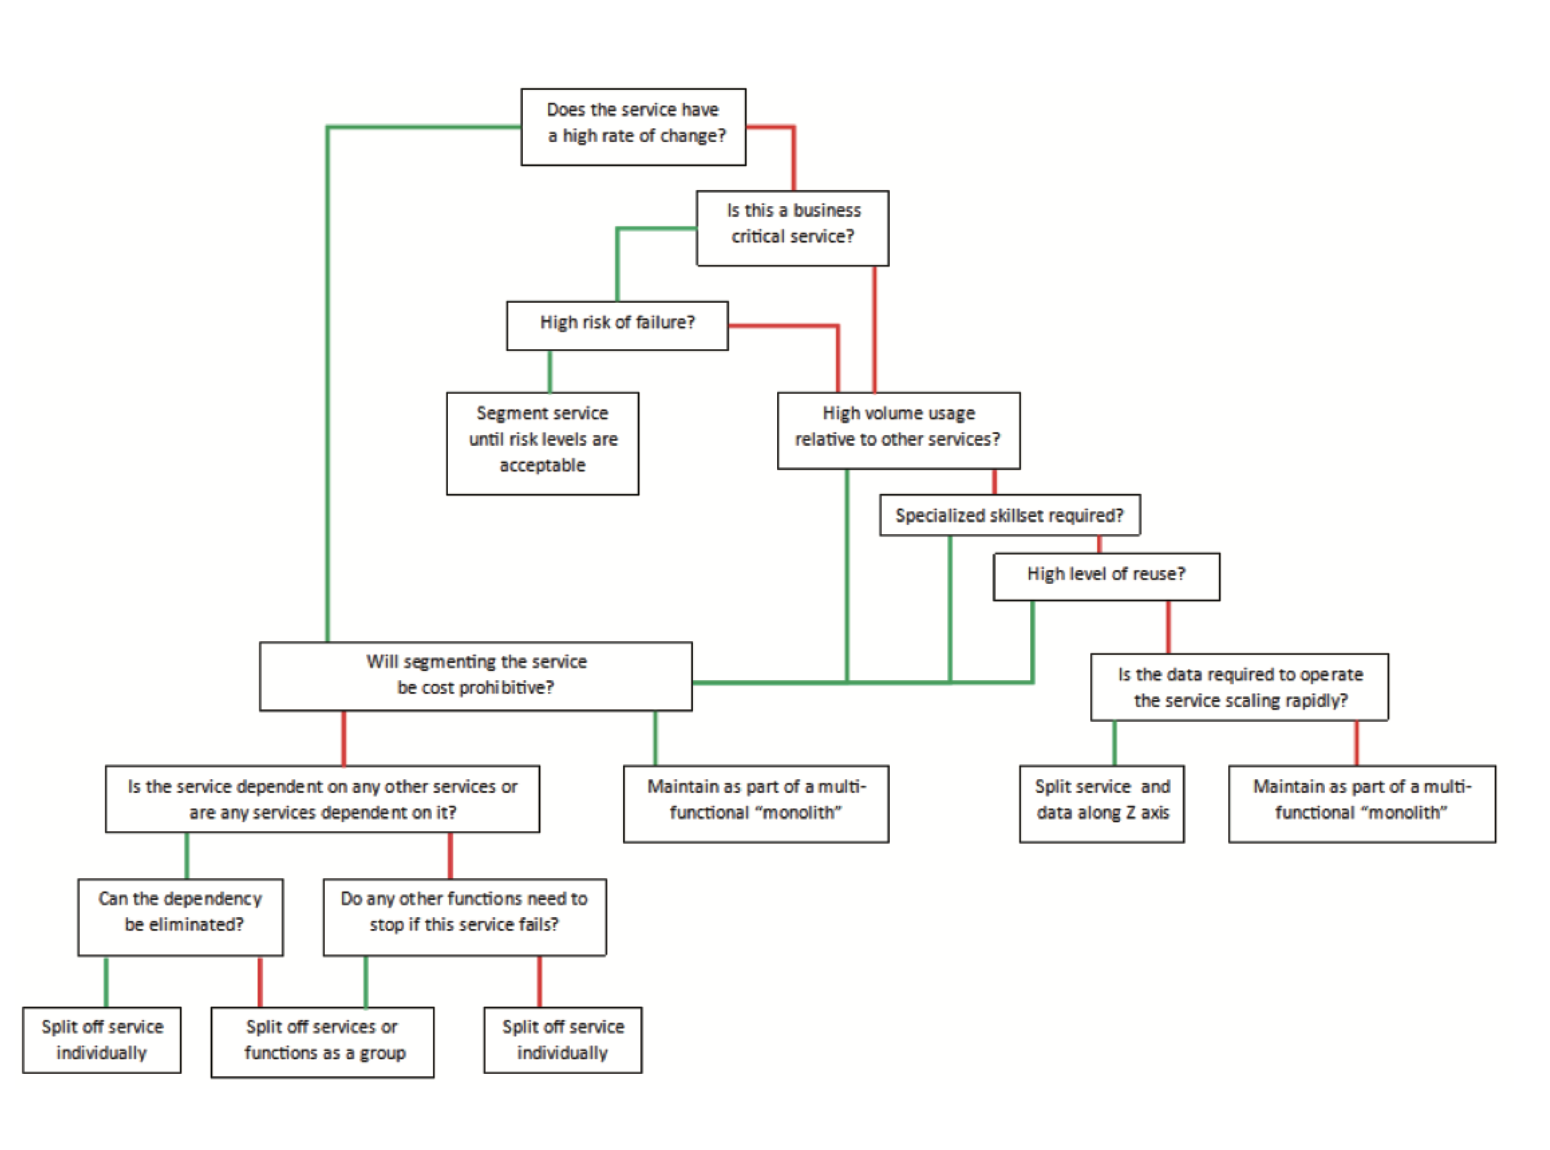 Does the service have
a high rate of change?
Is this a business
critical service?
High risk of failure?
Segment service
until risk levels are
acceptable
High volume usage
relative to other services?
Specialized skillset required?
High level of reuse?
Will segmenting the service
be cost prohibitive?
Is the data required to operate
the service scaling rapidly?
Is the service dependent on any other services or
are any services dependent on it?
Maintain as part of a multi-
functional “monolith”
Split service and
data along Z axis
Maintain as part of a multi-
functional “monolith”
Can the dependency
be eliminated?
Do any other functions need to
stop if this service fails?
Split off service
individually
Split off services or
functions as a group
Split off service
individually